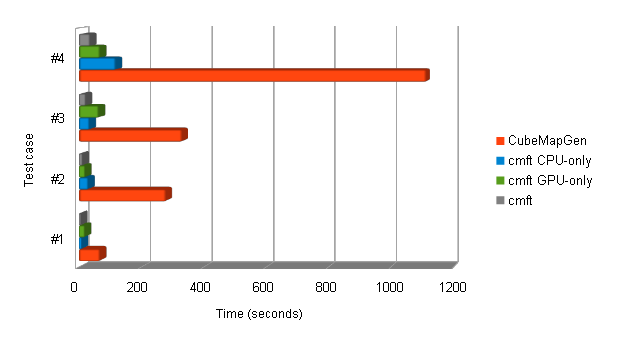 #4
#3
#2
#1
Test case
0 200 400 600 800 1000 1200
Time (seconds)
CubeMapGen
cmft CPU-only
cmft GPU-only
cmft